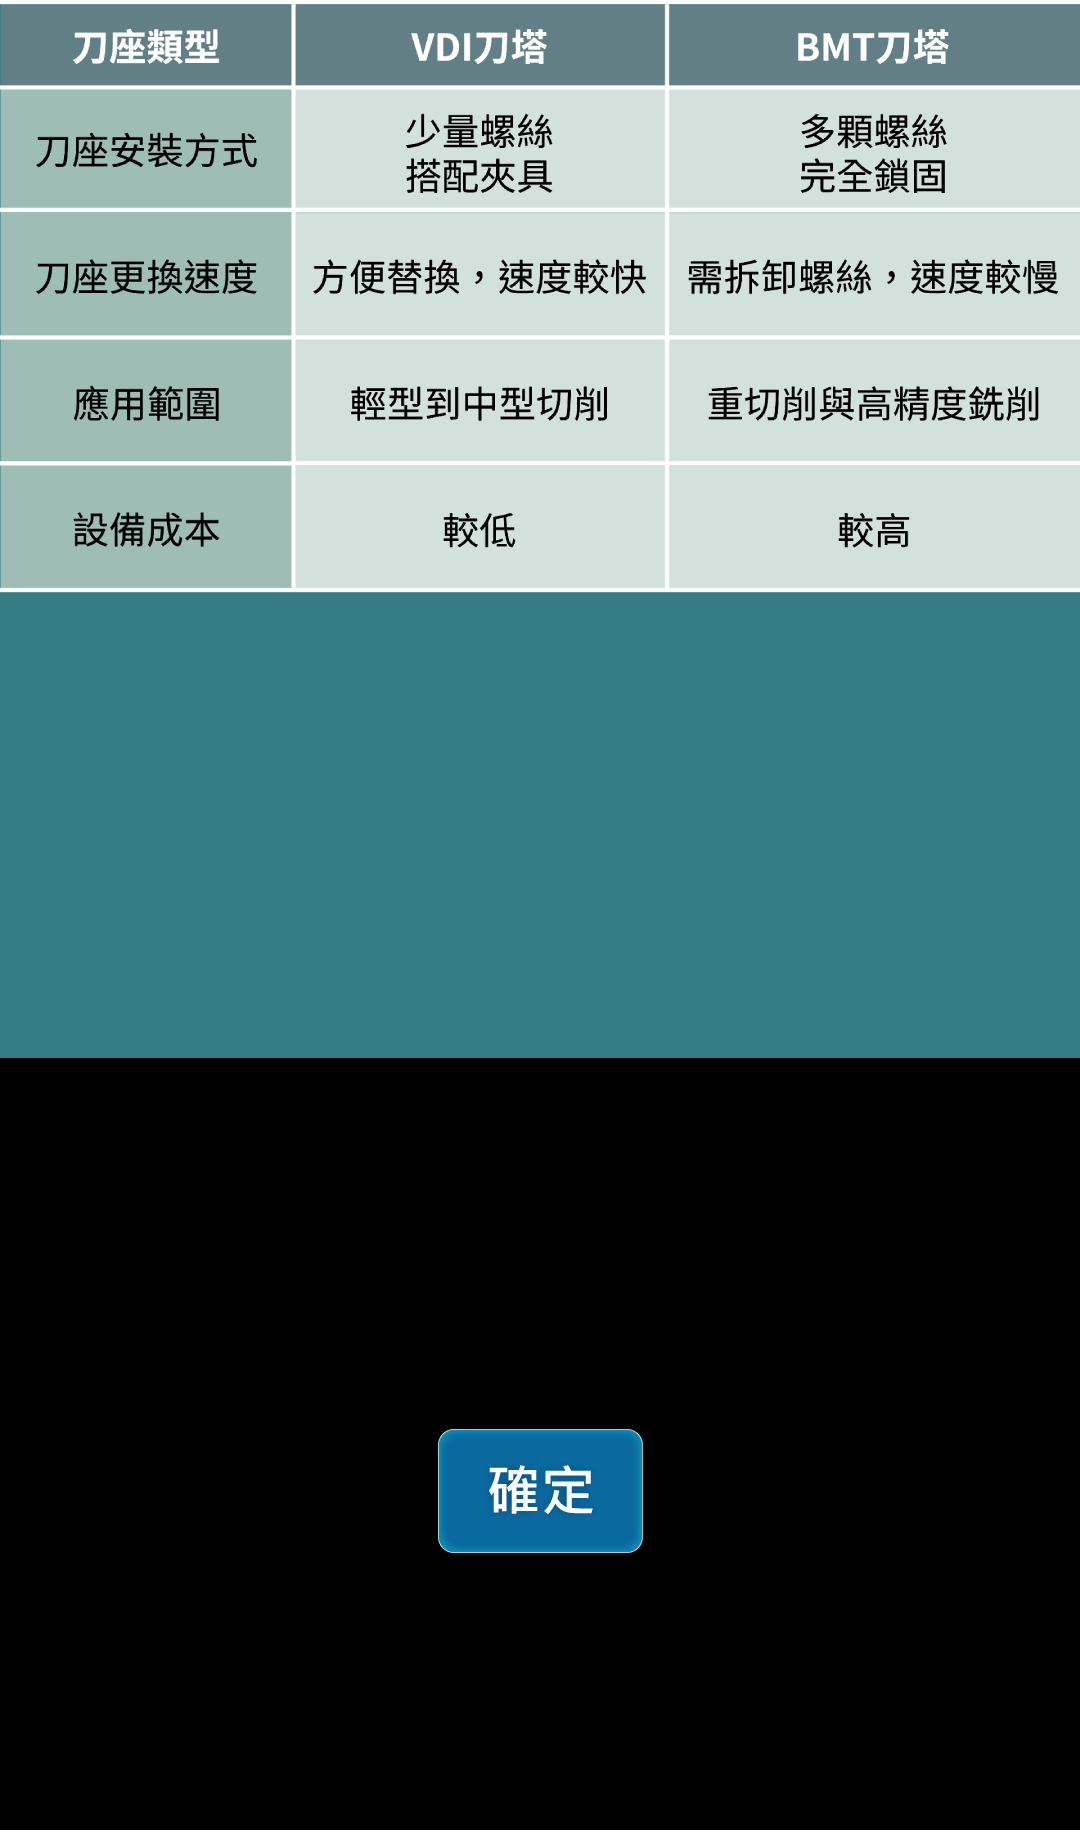 刀座類型 VDI刀塔 BMT刀塔
刀座安裝方式 少量螺絲 搭配夾具 多顆螺絲 完全鎖固
刀座更換速度 方便替換，速度較快 需拆卸螺絲，速度較慢
應用範圍 輕型到中型切削 重切削與高精度銑削
設備成本 較低 較高
確定